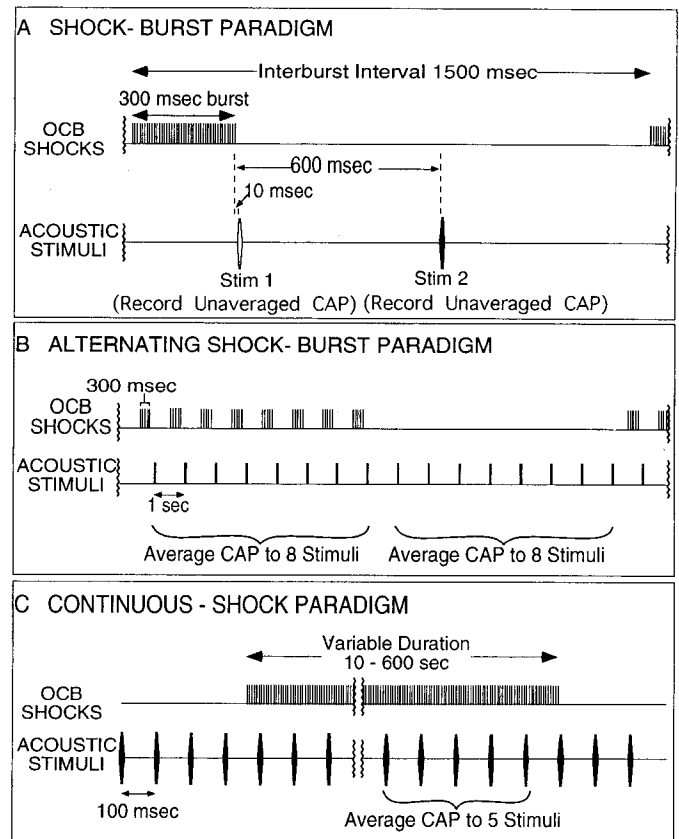 A SHOCK- BURST PARADIGM
Interburst Interval 1500 msec
300 msec burst
OCB
SHOCKS
600 msec
10 msec
ACOUSTIC
STIMULI
Stim 1
Stim 2
(Record Unaveraged CAP)
(Record Unaveraged CAP)
B ALTERNATING SHOCK- BURST PARADIGM
300 msec
OCB
SHOCKS
ACOUSTIC
STIMULI
1 sec
Average CAP to 8 Stimuli
Average CAP to 8 Stimuli
C CONTINUOUS - SHOCK PARADIGM
Variable Duration
10 - 600 sec
OCB
SHOCKS
ACOUSTIC
STIMULI
100 msec
Average CAP to 5 Stimuli